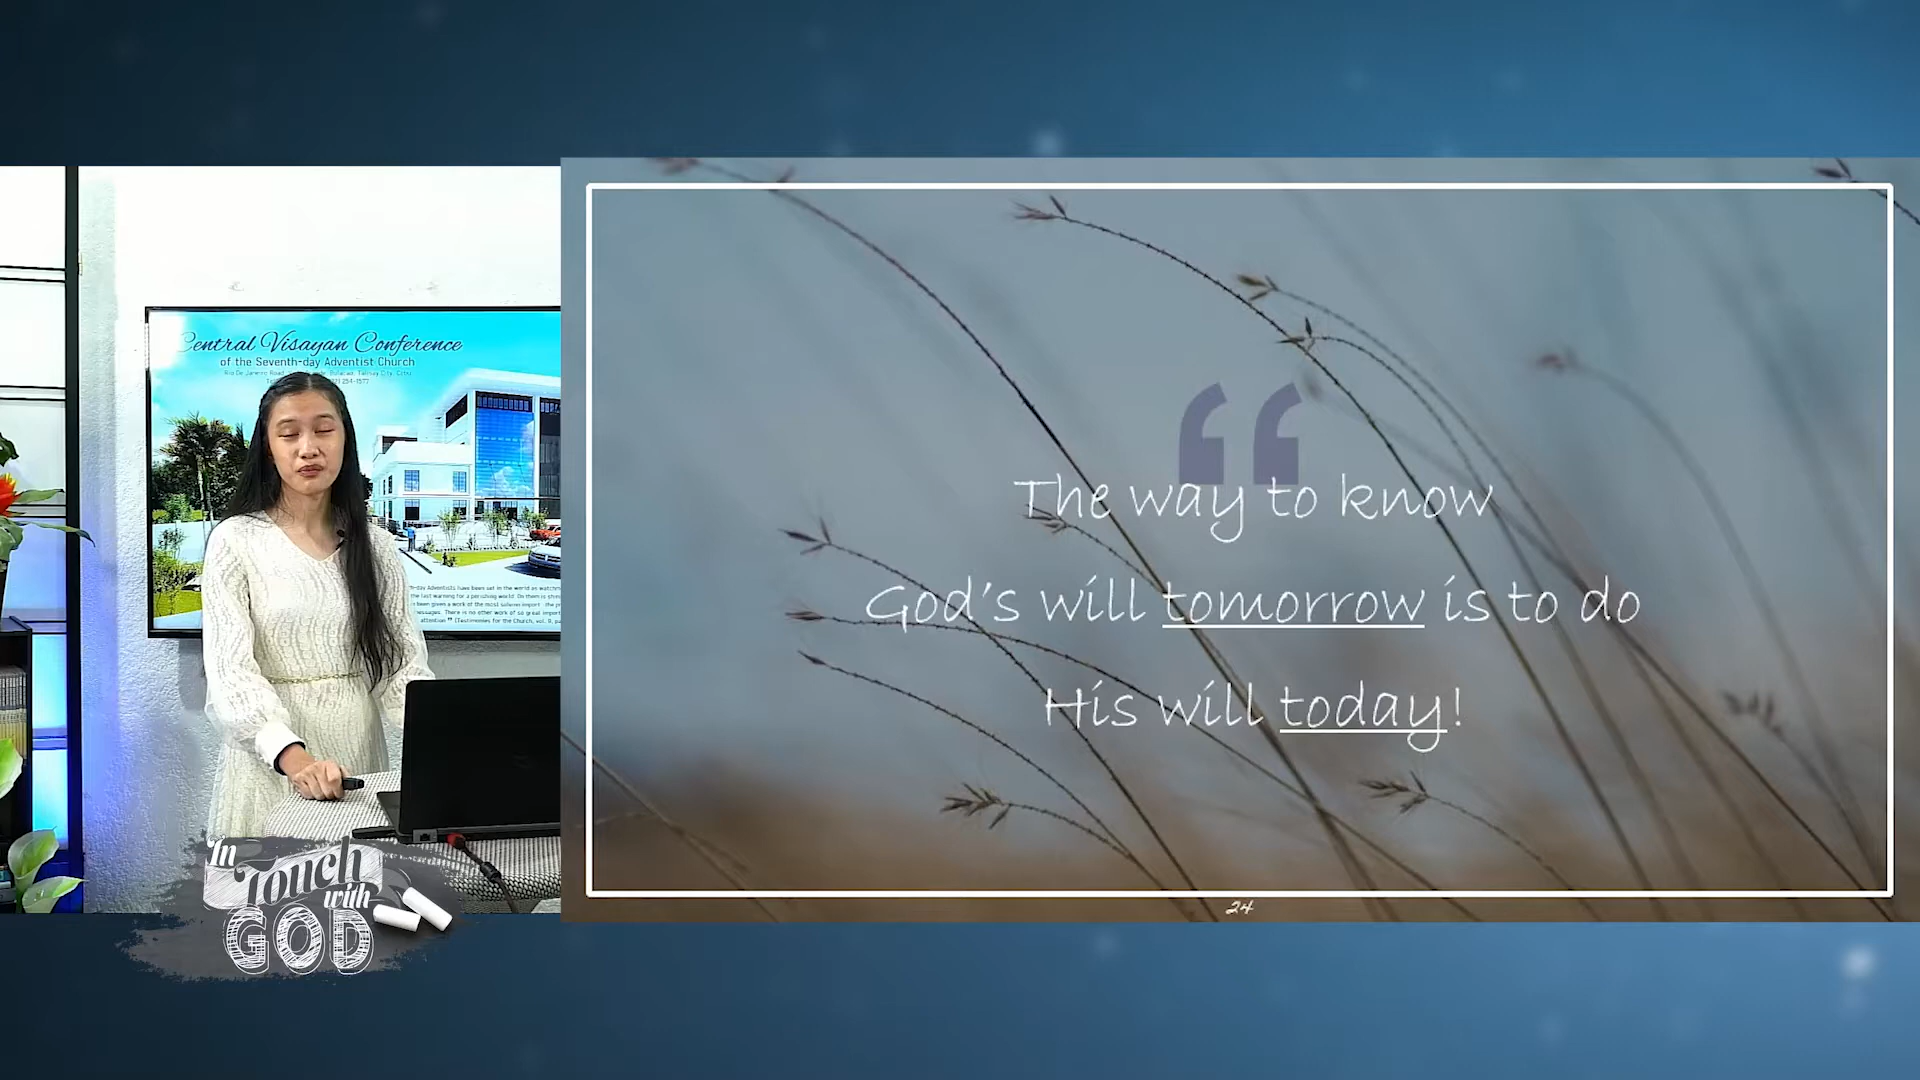 Central Visayan Conference
of the Seventh-day Adventist Church
The way to know
God's will tomorrow is to do
His will today!
24
In
Touch
with
GOD